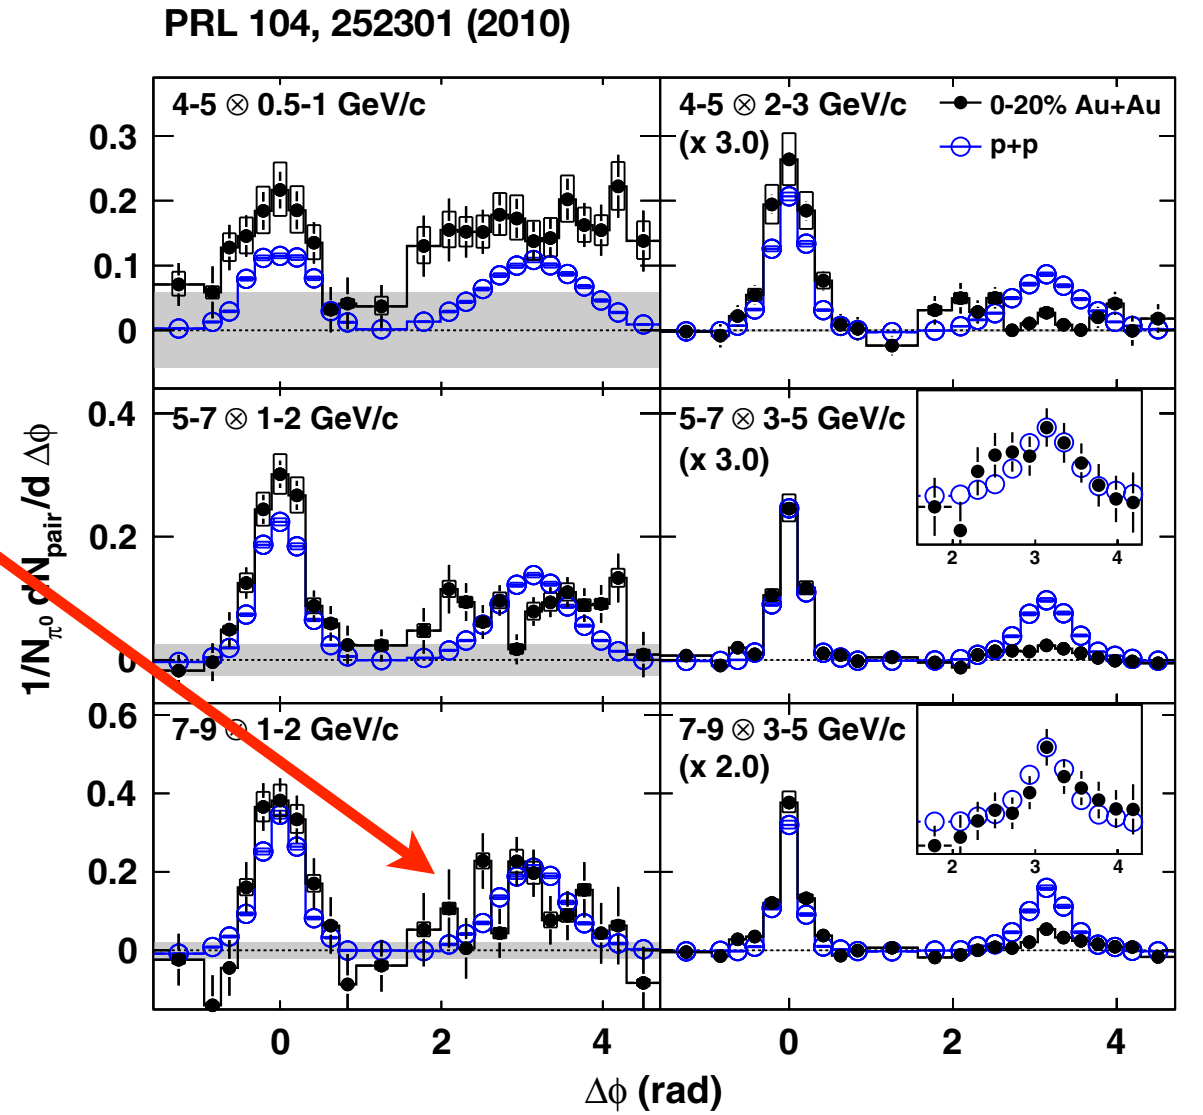 PRL 104, 252301 (2010)
4-5 ⊗ 0.5-1 GeV/c
4-5 ⊗ 2-3 GeV/c
(x 3.0)
0-20% Au+Au
p+p
0.3
0.2
0.1
0
5-7 ⊗ 1-2 GeV/c
5-7 ⊗ 3-5 GeV/c
(x 3.0)
0.4
0.2
0
2 3 4
1/N_π⁰ dN_pair/d Δϕ
7-9 ⊗ 1-2 GeV/c
7-9 ⊗ 3-5 GeV/c
(x 2.0)
0.6
0.4
0.2
0
2 3 4
0 2 4
0 2 4
Δϕ (rad)